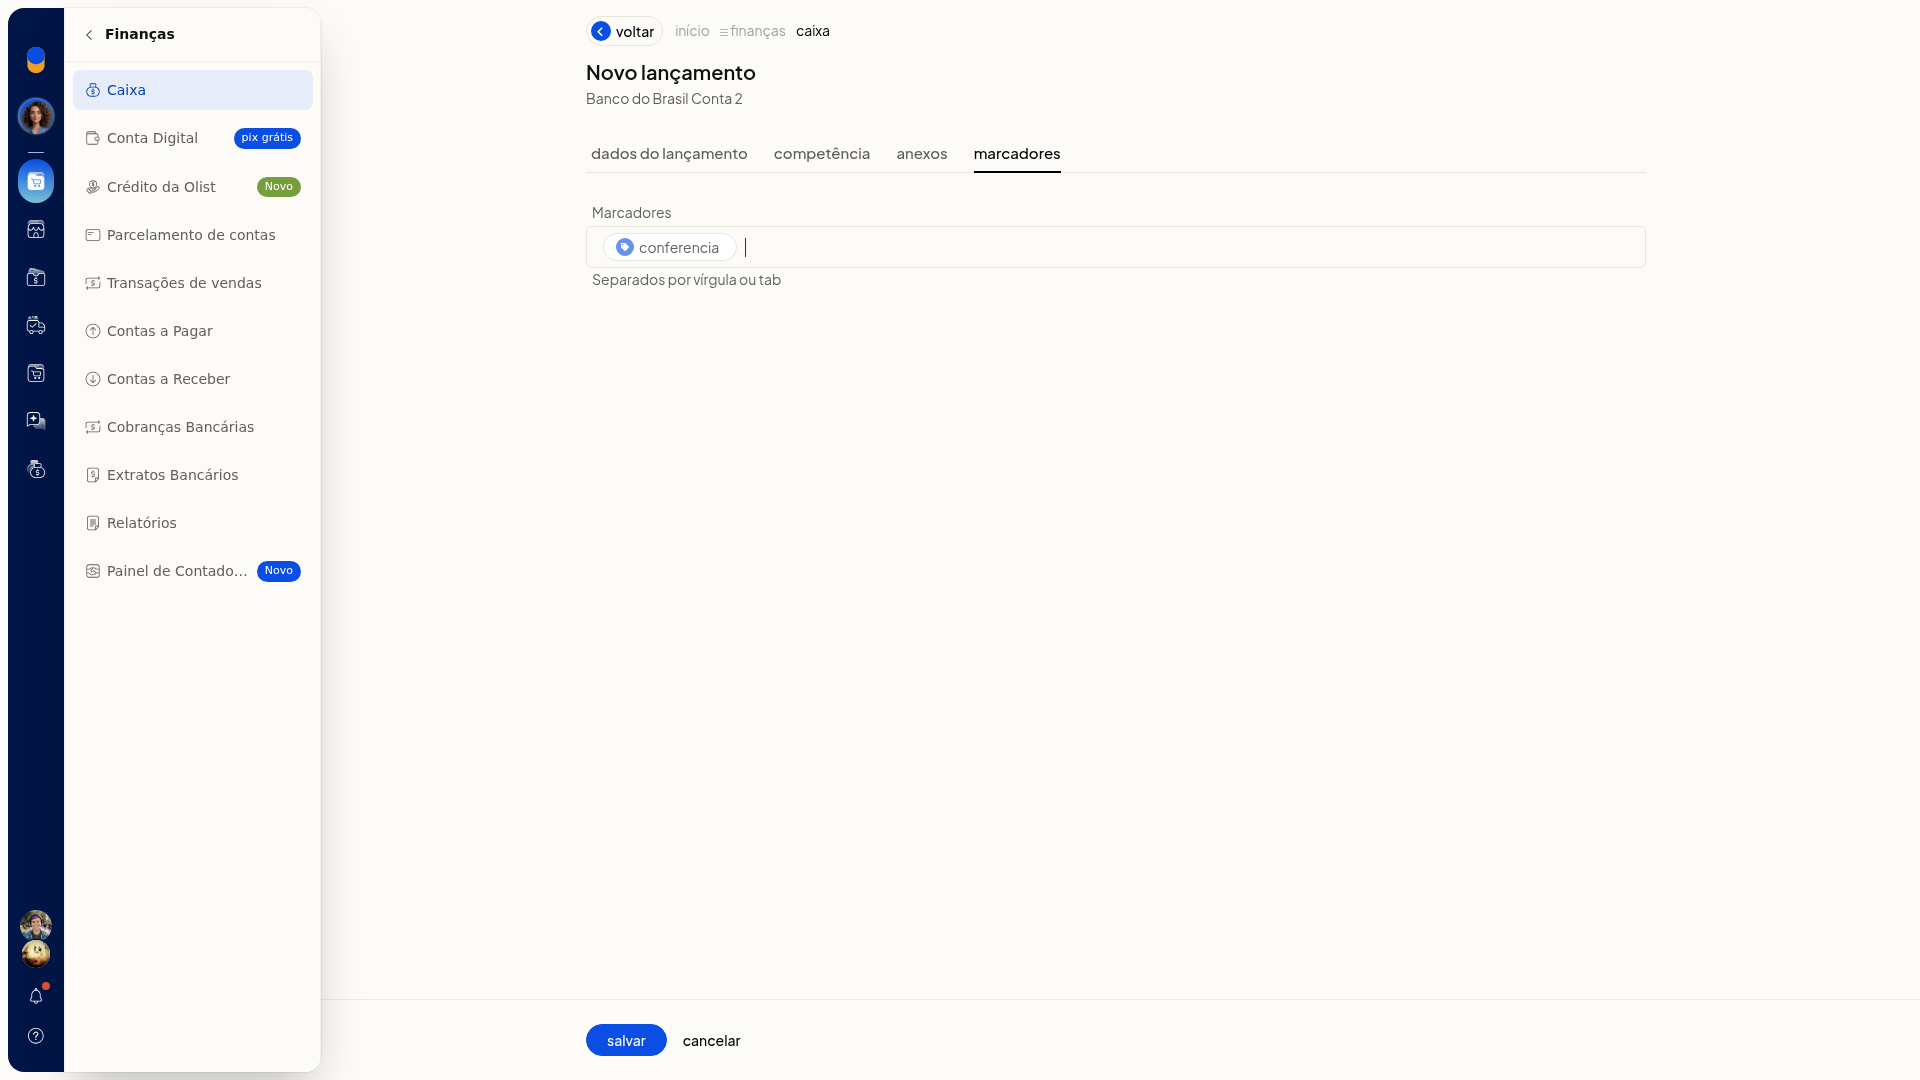 Finanças
Caixa
Conta Digital
pix grátis
Crédito da Olist
Novo
Parcelamento de contas
Transações de vendas
Contas a Pagar
Contas a Receber
Cobranças Bancárias
Extratos Bancários
Relatórios
Painel de Contado...
Novo
voltar
início
finanças
caixa
Novo lançamento
Banco do Brasil Conta 2
dados do lançamento
competência
anexos
marcadores
Marcadores
conferencia
Separados por vírgula ou tab
salvar
cancelar